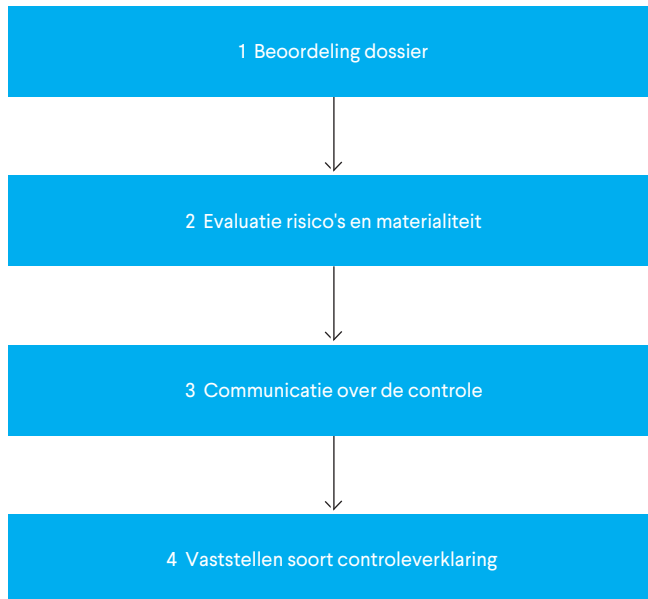 1 Beoordeling dossier
2 Evaluatie risico's en materialiteit
3 Communicatie over de controle
4 Vaststellen soort controleverklaring